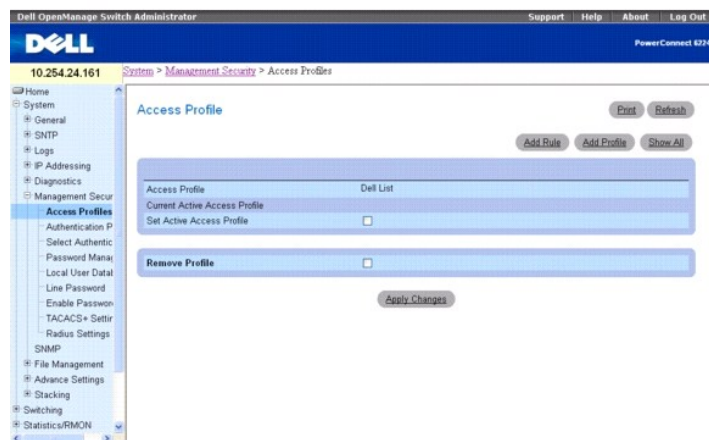 Dell OpenManage Switch Administrator
Support Help About Log Out
DELL
PowerConnect 6224
10.254.24.161
System > Management Security > Access Profiles
Home
System
General
SNTP
Logs
IP Addressing
Diagnostics
Management Secur
Access Profiles
Authentication P
Select Authentic
Password Manag
Local User Datab
Line Password
Enable Passwor
TACACS+ Settin
Radius Settings
SNMP
File Management
Advance Settings
Stacking
Switching
Statistics/RMON
Access Profile
Print Refresh
Add Rule Add Profile Show All
Access Profile Dell List
Current Active Access Profile
Set Active Access Profile
Remove Profile
Apply Changes